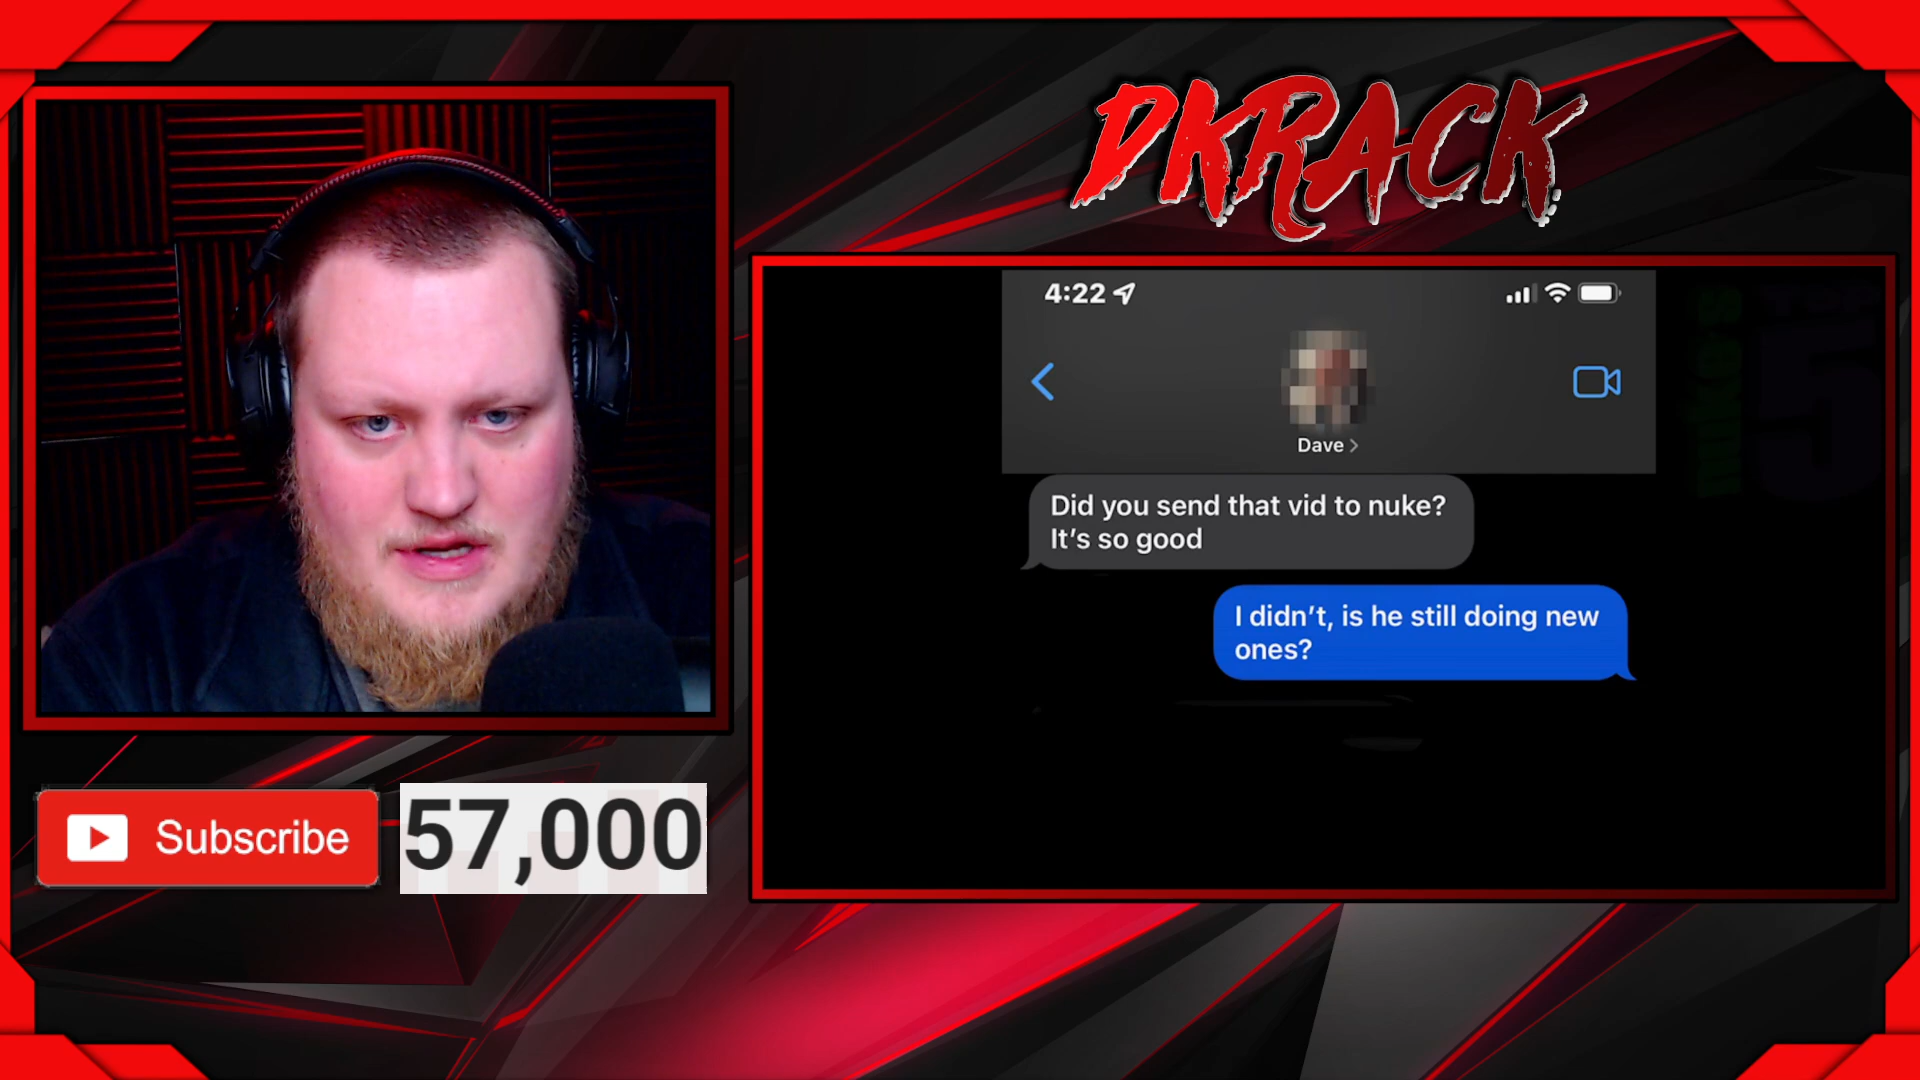 DKRACK
4:22
Dave
Did you send that vid to nuke?
It's so good
I didn't, is he still doing new
ones?
Subscribe
57,000